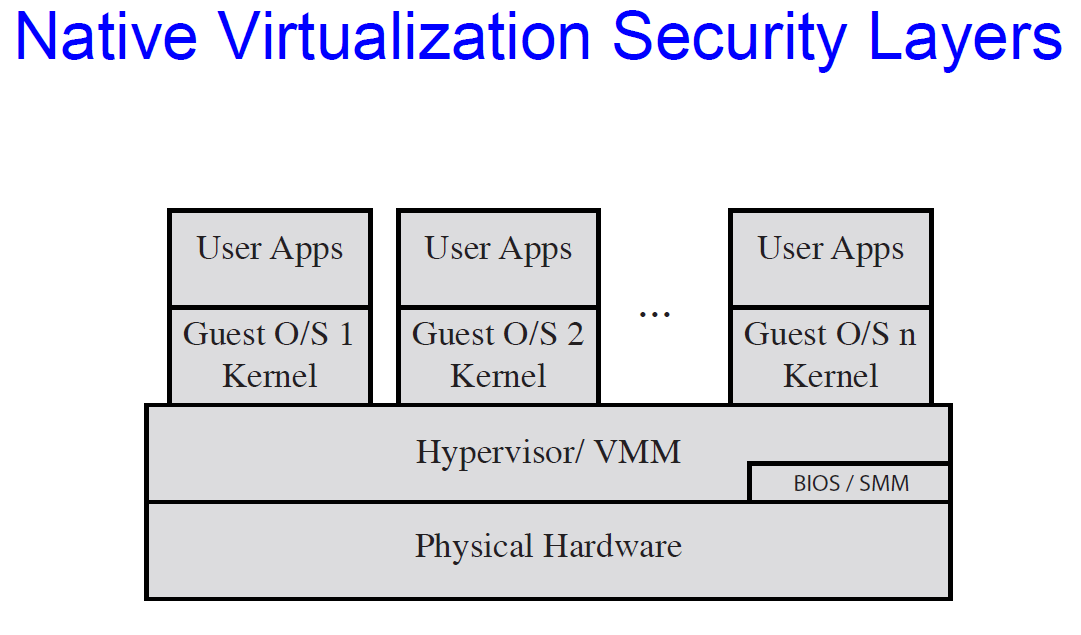 Native Virtualization Security Layers
User Apps
User Apps
User Apps
Guest O/S 1
Kernel
Guest O/S 2
Kernel
...
Guest O/S n
Kernel
Hypervisor/ VMM
BIOS / SMM
Physical Hardware